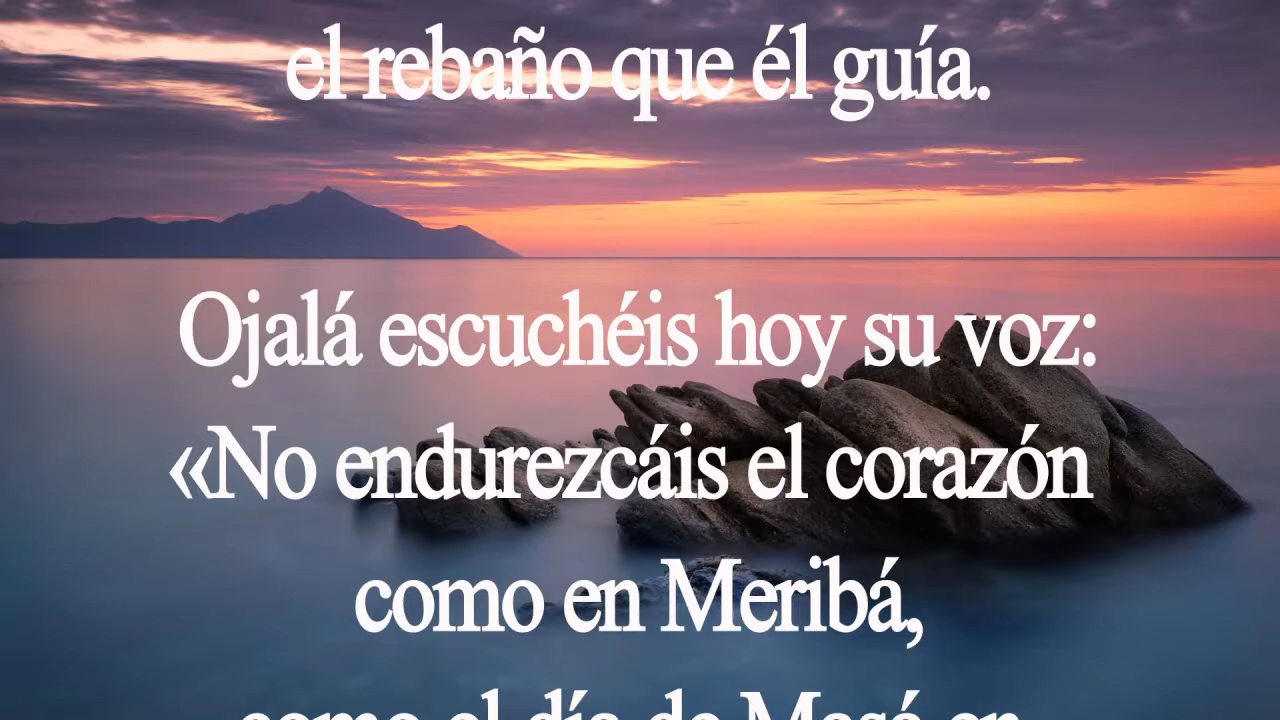 el rebaño que él guía.
Ojalá escuchéis hoy su voz:
«No endurezcáis el corazón
como en Meribá,
como el día de Masá en